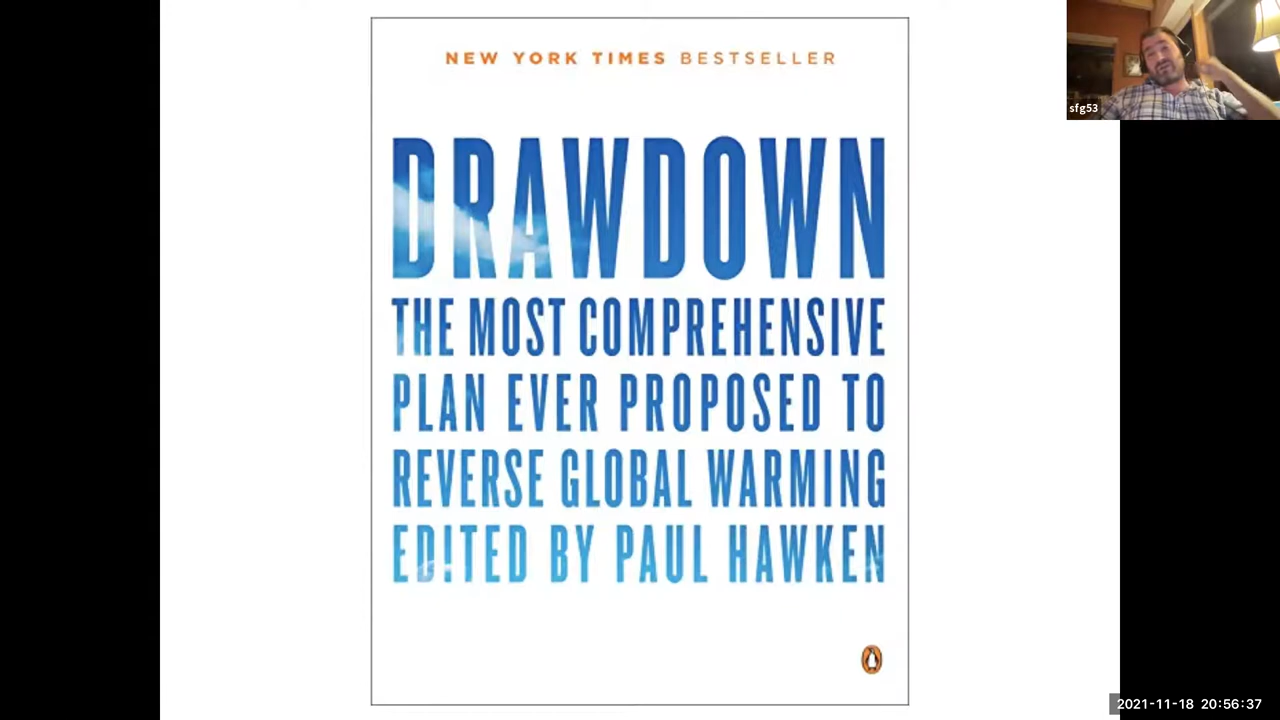 NEW YORK TIMES BESTSELLER
DRAWDOWN
THE MOST COMPREHENSIVE
PLAN EVER PROPOSED TO
REVERSE GLOBAL WARMING
EDITED BY PAUL HAWKEN
sfg53
2021-11-18 20:56:37